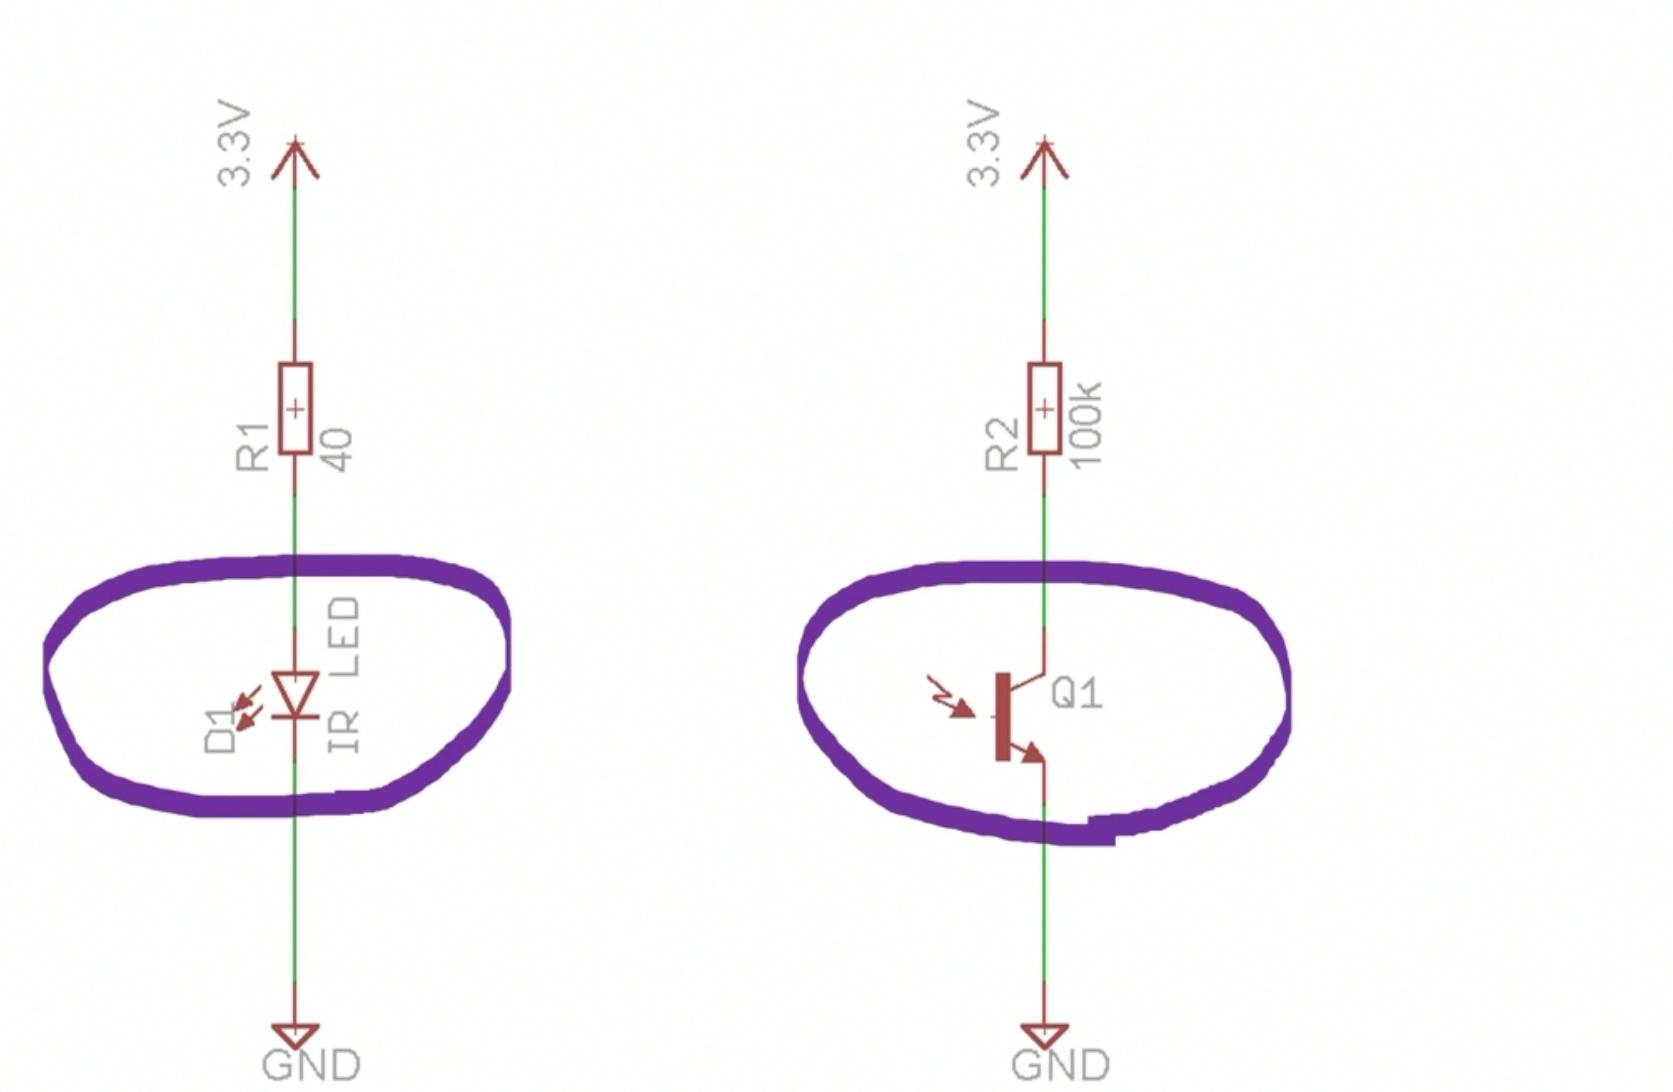 3.3V
R1
40
D1
IR LED
GND
3.3V
R2
100k
Q1
GND